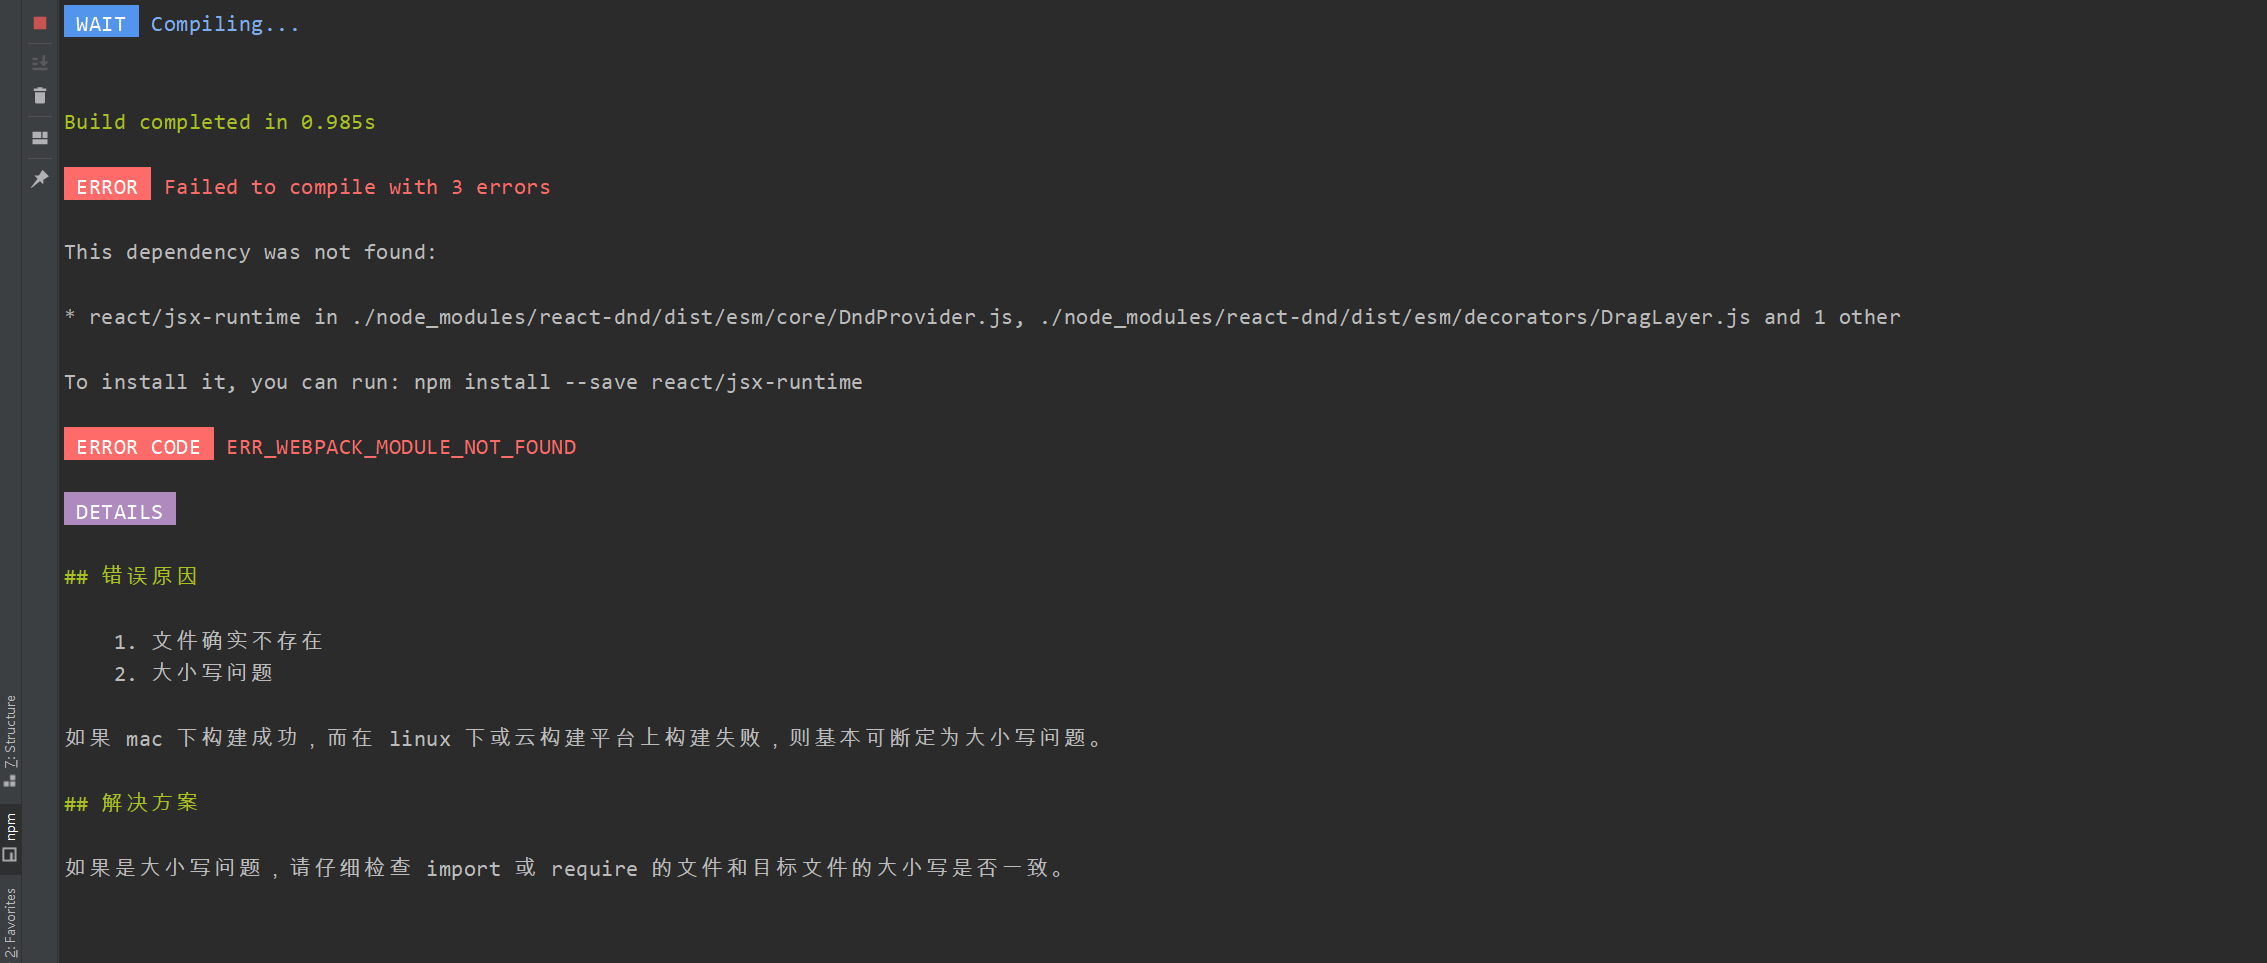 WAIT Compiling...
Build completed in 0.985s
ERROR Failed to compile with 3 errors
This dependency was not found:
* react/jsx-runtime in ./node_modules/react-dnd/dist/esm/core/DndProvider.js, ./node_modules/react-dnd/dist/esm/decorators/DragLayer.js and 1 other
To install it, you can run: npm install --save react/jsx-runtime
ERROR CODE ERR_WEBPACK_MODULE_NOT_FOUND
DETAILS
## 错误原因
1. 文件确实不存在
2. 大小写问题
如果 mac 下构建成功，而在 linux 下或云构建平台上构建失败，则基本可断定为大小写问题。
## 解决方案
如果是大小写问题，请仔细检查 import 或 require 的文件和目标文件的大小写是否一致。
7: Structure
npm
2: Favorites